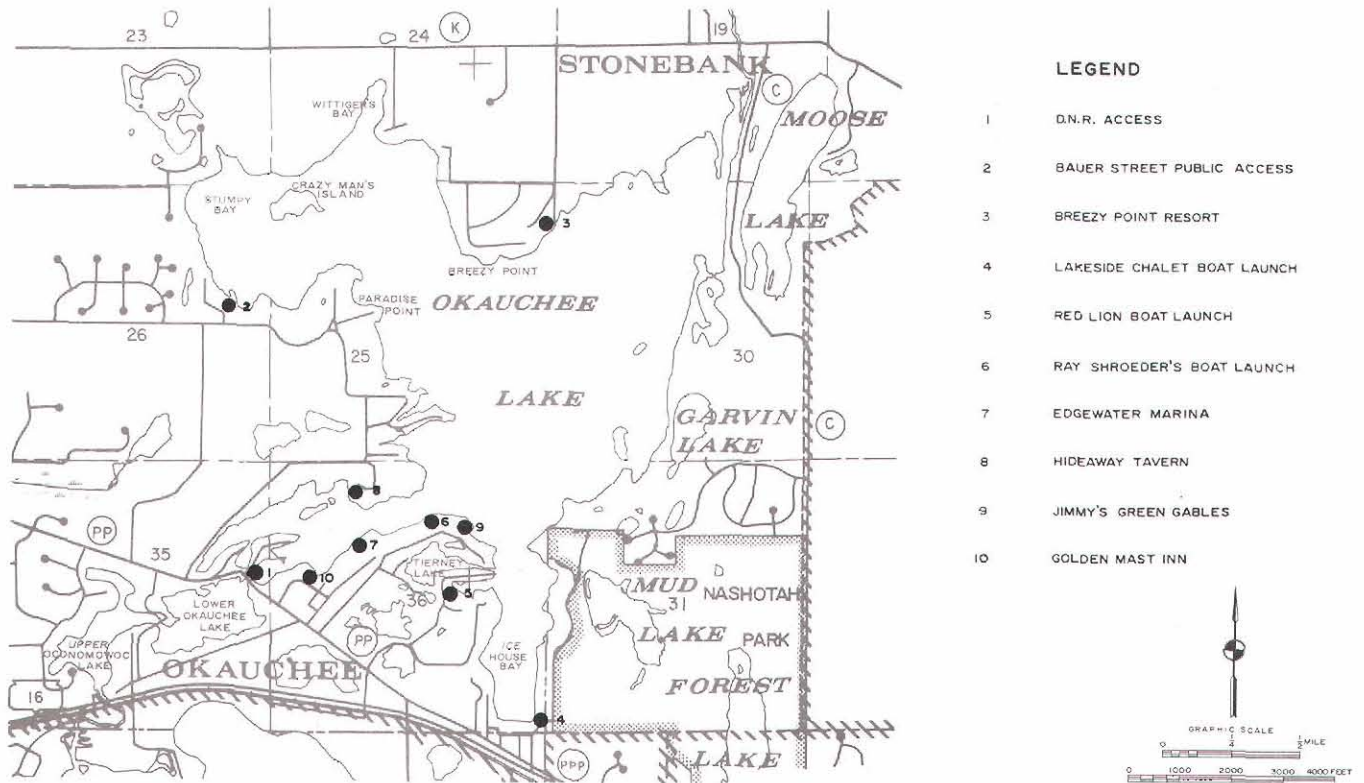 23
24
K
19
STONEBANK
C
MOOSE
LAKE
WITTIGERS
BAY
CRAZY MAN'S
ISLAND
STUMPY
BAY
3
BREEZY POINT
OKAUCHEE
LAKE
PARADISE
POINT
2
26
25
30
GARVIN
LAKE
C
8
6
9
7
PP
35
1
10
TIERNEY
LAKE
36
5
LOWER
OKAUCHEE
LAKE
PP
ICE
HOUSE
BAY
MUD
LAKE
31
NASHOTAH
PARK
FOREST
LAKE
UPPER
OCONOMOWOC
LAKE
OKAUCHEE
16
4
PPP
LEGEND
1 D.N.R. ACCESS
2 BAUER STREET PUBLIC ACCESS
3 BREEZY POINT RESORT
4 LAKESIDE CHALET BOAT LAUNCH
5 RED LION BOAT LAUNCH
6 RAY SHROEDER'S BOAT LAUNCH
7 EDGEWATER MARINA
8 HIDEAWAY TAVERN
9 JIMMY'S GREEN GABLES
10 GOLDEN MAST INN
GRAPHIC SCALE
0 1/4 1/2 MILE
0 1000 2000 3000 4000 FEET